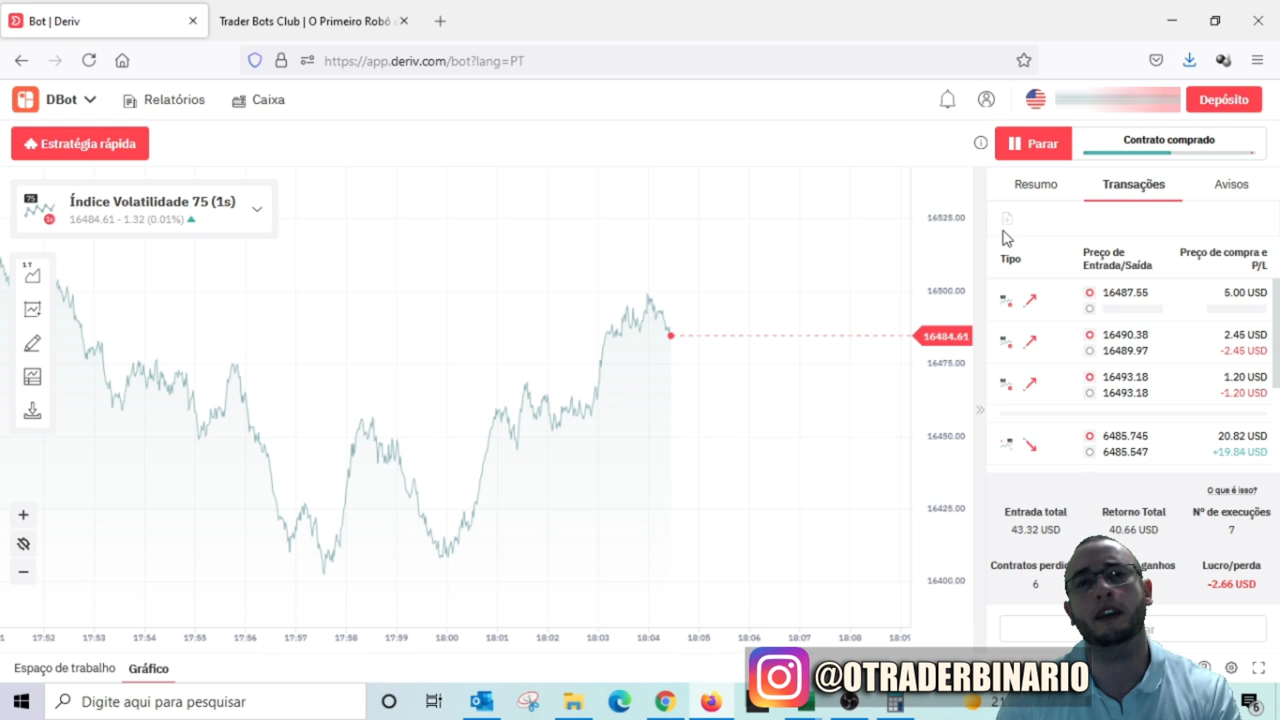 Bot | Deriv
Trader Bots Club | O Primeiro Robô
https://app.deriv.com/bot?lang=PT
DBot
Relatórios
Caixa
Depósito
Estratégia rápida
Parar
Contrato comprado
75
Índice Volatilidade 75 (1s)
1s
16484.61 - 1.32 (0.01%)
Resumo
Transações
Avisos
1T
Tipo
Preço de Entrada/Saída
Preço de compra e P/L
16487.55
5.00 USD
16490.38
2.45 USD
16489.97
-2.45 USD
16493.18
1.20 USD
16493.18
-1.20 USD
6485.745
20.82 USD
6485.547
+19.84 USD
O que é isso?
Entrada total
Retorno Total
Nº de execuções
43.32 USD
40.66 USD
7
Contratos perdi
ganhos
Lucro/perda
6
-2.66 USD
16525.00
16500.00
16484.61
16475.00
16450.00
16425.00
16400.00
17:52
17:53
17:54
17:55
17:56
17:57
17:58
17:59
18:00
18:01
18:02
18:03
18:04
18:05
18:06
18:07
18:08
18:09
Espaço de trabalho
Gráfico
@OTRADERBINARIO
Digite aqui para pesquisar
6